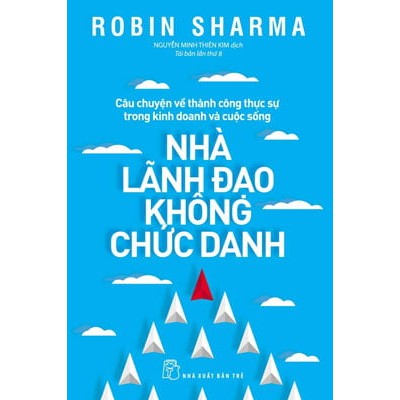 ROBIN SHARMA
NGUYỄN MINH THIÊN KIM dịch
Tái bản lần thứ 8
Câu chuyện về thành công thực sự
trong kinh doanh và cuộc sống
NHÀ
LÃNH ĐẠO
KHÔNG
CHỨC DANH
NHÀ XUẤT BẢN TRẺ